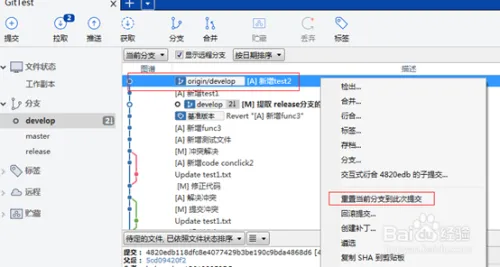 GitTest
提交 拉取 2 推送 获取 分支 合并 贮藏 丢弃 标签
文件状态
工作副本
分支
develop 2↓
master
release
标签
远程
贮藏
当前分支 显示远程分支 按日期排序
图谱 描述
origin/develop [A] 新增test2
[A] 新增test1
develop 2↓ [M] 提取 release分支的
基准版本 Revert "[A] 新增func3"
[A] 新增func3
[A] 新增测试文件
[M] 冲突解决
[A] 新增code conclick2
Update test1.txt
[M] 修正代码
[A] 解决冲突
[M] 提交冲突
Update test1.txt
检出...
合并...
衍合...
标签...
存档...
分支...
交互式衍合 4820edb 的子提交...
重置当前分支到此次提交
回滚提交...
创建补丁...
遴选
复制 SHA 到剪贴板
待定的文件, 已依照文件状态排序
提交: 4820edb118dfc8e4077429b3be190c9bda4868d6 [4
父级: 5cd09420f2
Baidu 经验